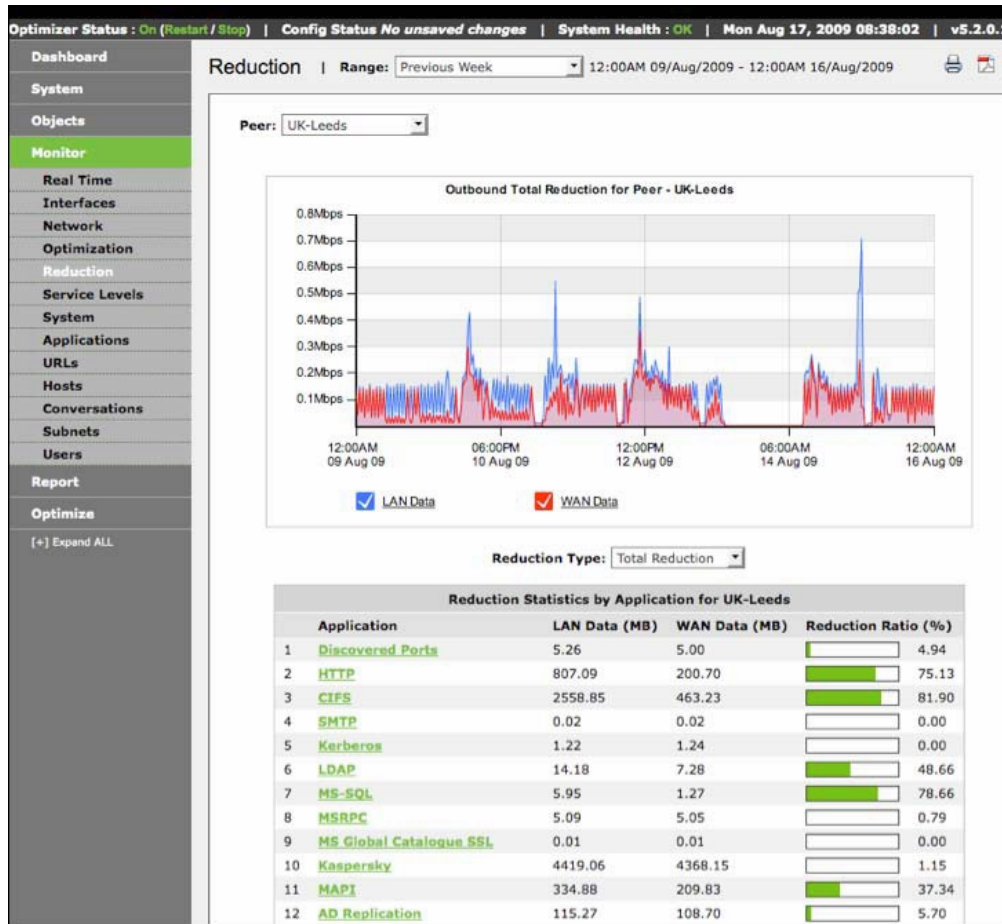 Optimizer Status : On (Restart / Stop) | Config Status No unsaved changes | System Health : OK | Mon Aug 17, 2009 08:38:02 | v5.2.0.
Dashboard
System
Objects
Monitor
Real Time
Interfaces
Network
Optimization
Reduction
Service Levels
System
Applications
URLs
Hosts
Conversations
Subnets
Users
Report
Optimize
[+] Expand ALL
Reduction | Range: Previous Week 12:00AM 09/Aug/2009 - 12:00AM 16/Aug/2009
Peer: UK-Leeds
Outbound Total Reduction for Peer - UK-Leeds
0.8Mbps
0.7Mbps
0.6Mbps
0.5Mbps
0.4Mbps
0.3Mbps
0.2Mbps
0.1Mbps
12:00AM 06:00PM 12:00PM 06:00AM 12:00AM
09 Aug 09 10 Aug 09 12 Aug 09 14 Aug 09 16 Aug 09
LAN Data WAN Data
Reduction Type: Total Reduction
Reduction Statistics by Application for UK-Leeds
Application LAN Data (MB) WAN Data (MB) Reduction Ratio (%)
1 Discovered Ports 5.26 5.00 4.94
2 HTTP 807.09 200.70 75.13
3 CIFS 2558.85 463.23 81.90
4 SMTP 0.02 0.02 0.00
5 Kerberos 1.22 1.24 0.00
6 LDAP 14.18 7.28 48.66
7 MS-SQL 5.95 1.27 78.66
8 MSRPC 5.09 5.05 0.79
9 MS Global Catalogue SSL 0.01 0.01 0.00
10 Kaspersky 4419.06 4368.15 1.15
11 MAPI 334.88 209.83 37.34
12 AD Replication 115.27 108.70 5.70